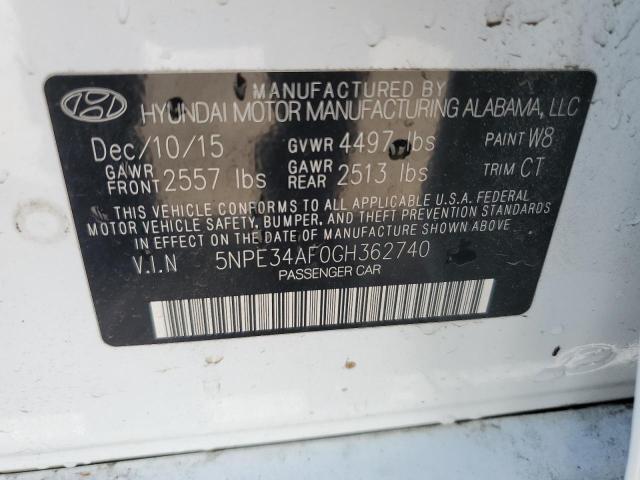 MANUFACTURED BY
HYUNDAI MOTOR MANUFACTURING ALABAMA, LLC
Dec/10/15 GVWR 4497 lbs PAINT W8
GAWR FRONT 2557 lbs GAWR REAR 2513 lbs TRIM CT
THIS VEHICLE CONFORMS TO ALL APPLICABLE U.S.A. FEDERAL
MOTOR VEHICLE SAFETY, BUMPER, AND THEFT PREVENTION STANDARDS
IN EFFECT ON THE DATE OF MANUFACTURE SHOWN ABOVE.
V.I.N 5NPE34AF0GH362740
PASSENGER CAR